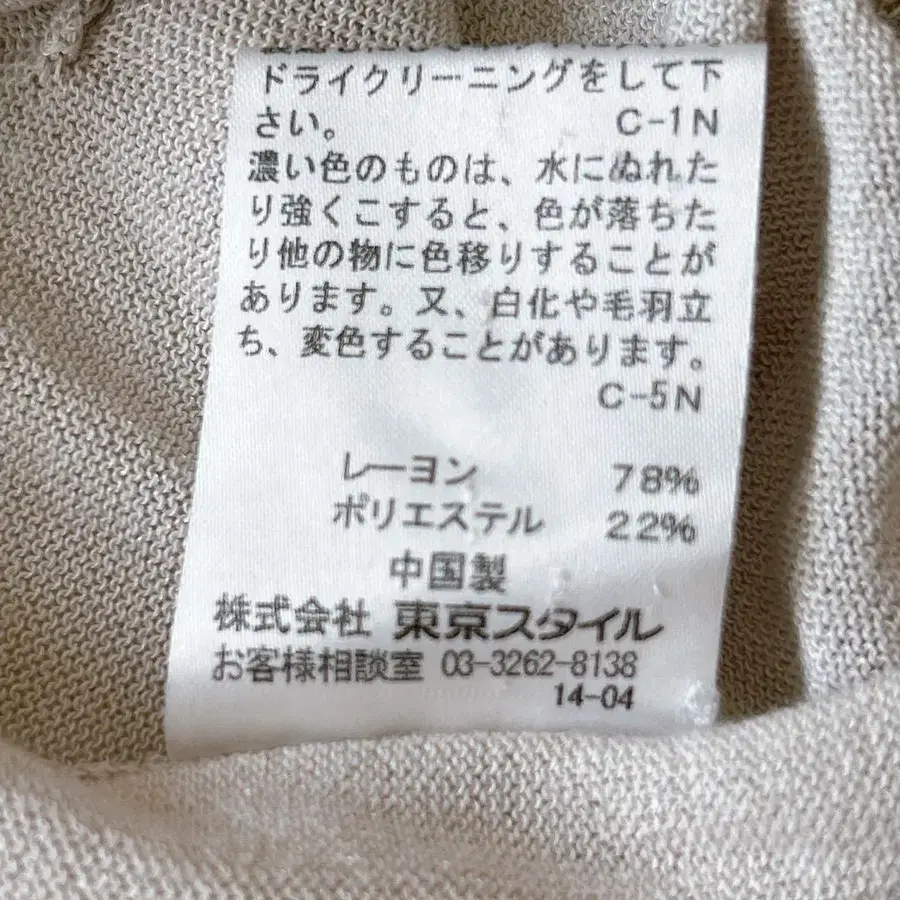 ドライクリーニングをして下
さい。 C-1N
濃い色のものは、水にぬれた
り強くこすると、色が落ちた
り他の物に色移りすることが
あります。又、白化や毛羽立
ち、変色することがあります。
C-5N
レーヨン 78%
ポリエステル 22%
中国製
株式会社 東京スタイル
お客様相談室 03-3262-8138
14-04